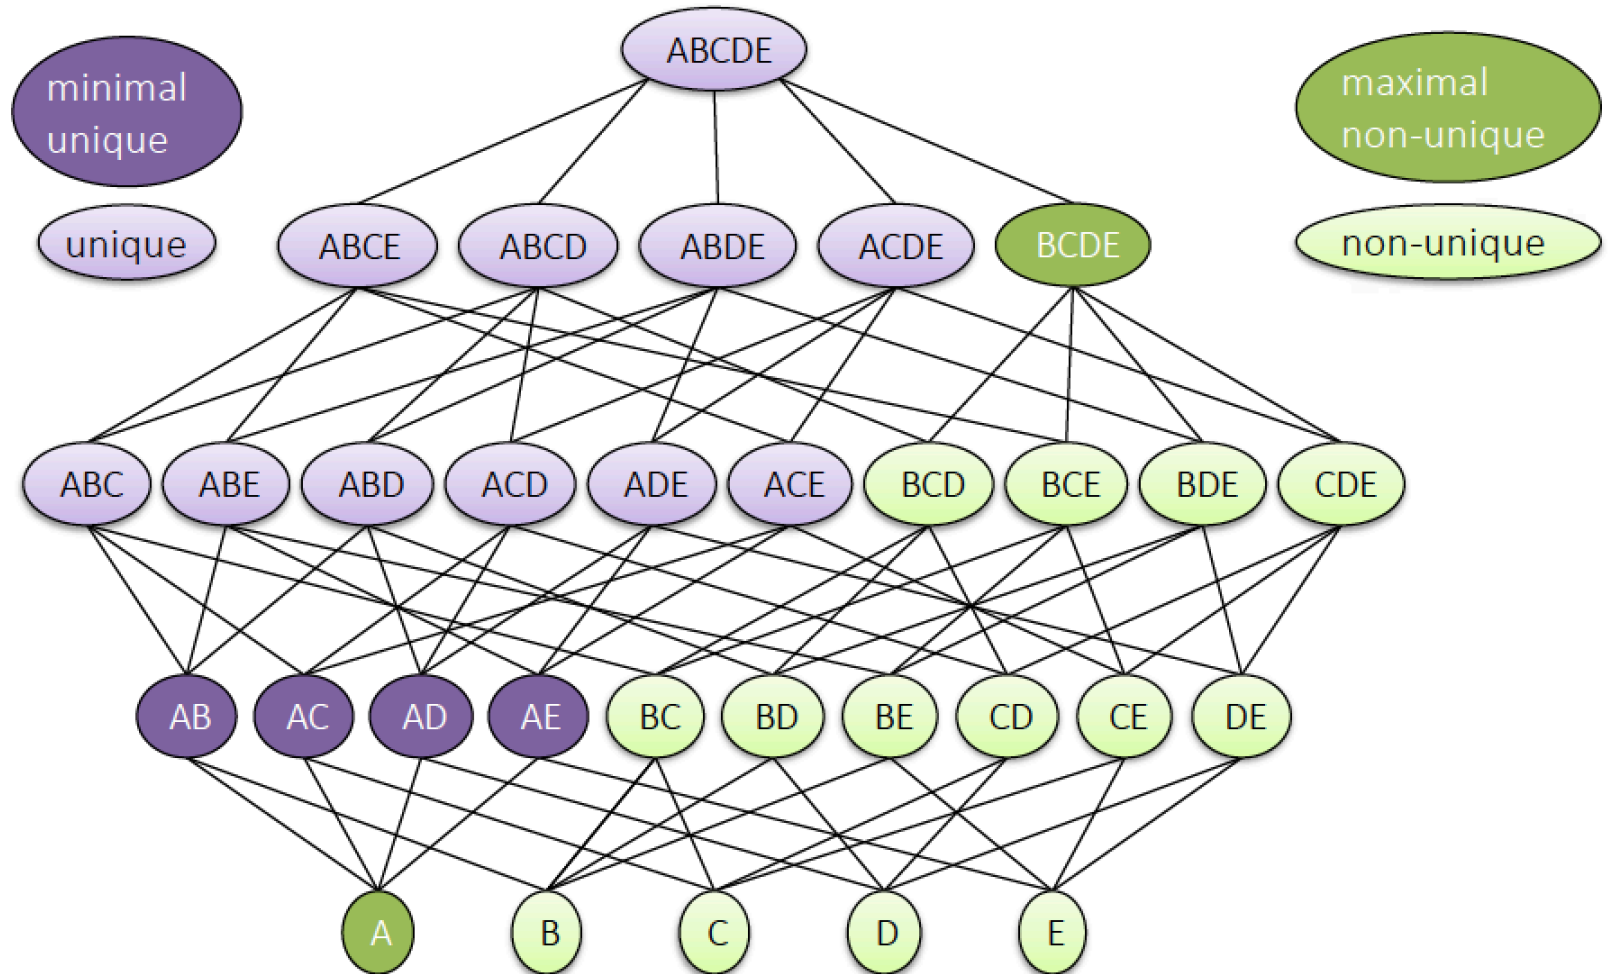 ABCDE
minimal
unique
maximal
non-unique
unique
ABCE
ABCD
ABDE
ACDE
BCDE
non-unique
ABC
ABE
ABD
ACD
ADE
ACE
BCD
BCE
BDE
CDE
AB
AC
AD
AE
BC
BD
BE
CD
CE
DE
A
B
C
D
E